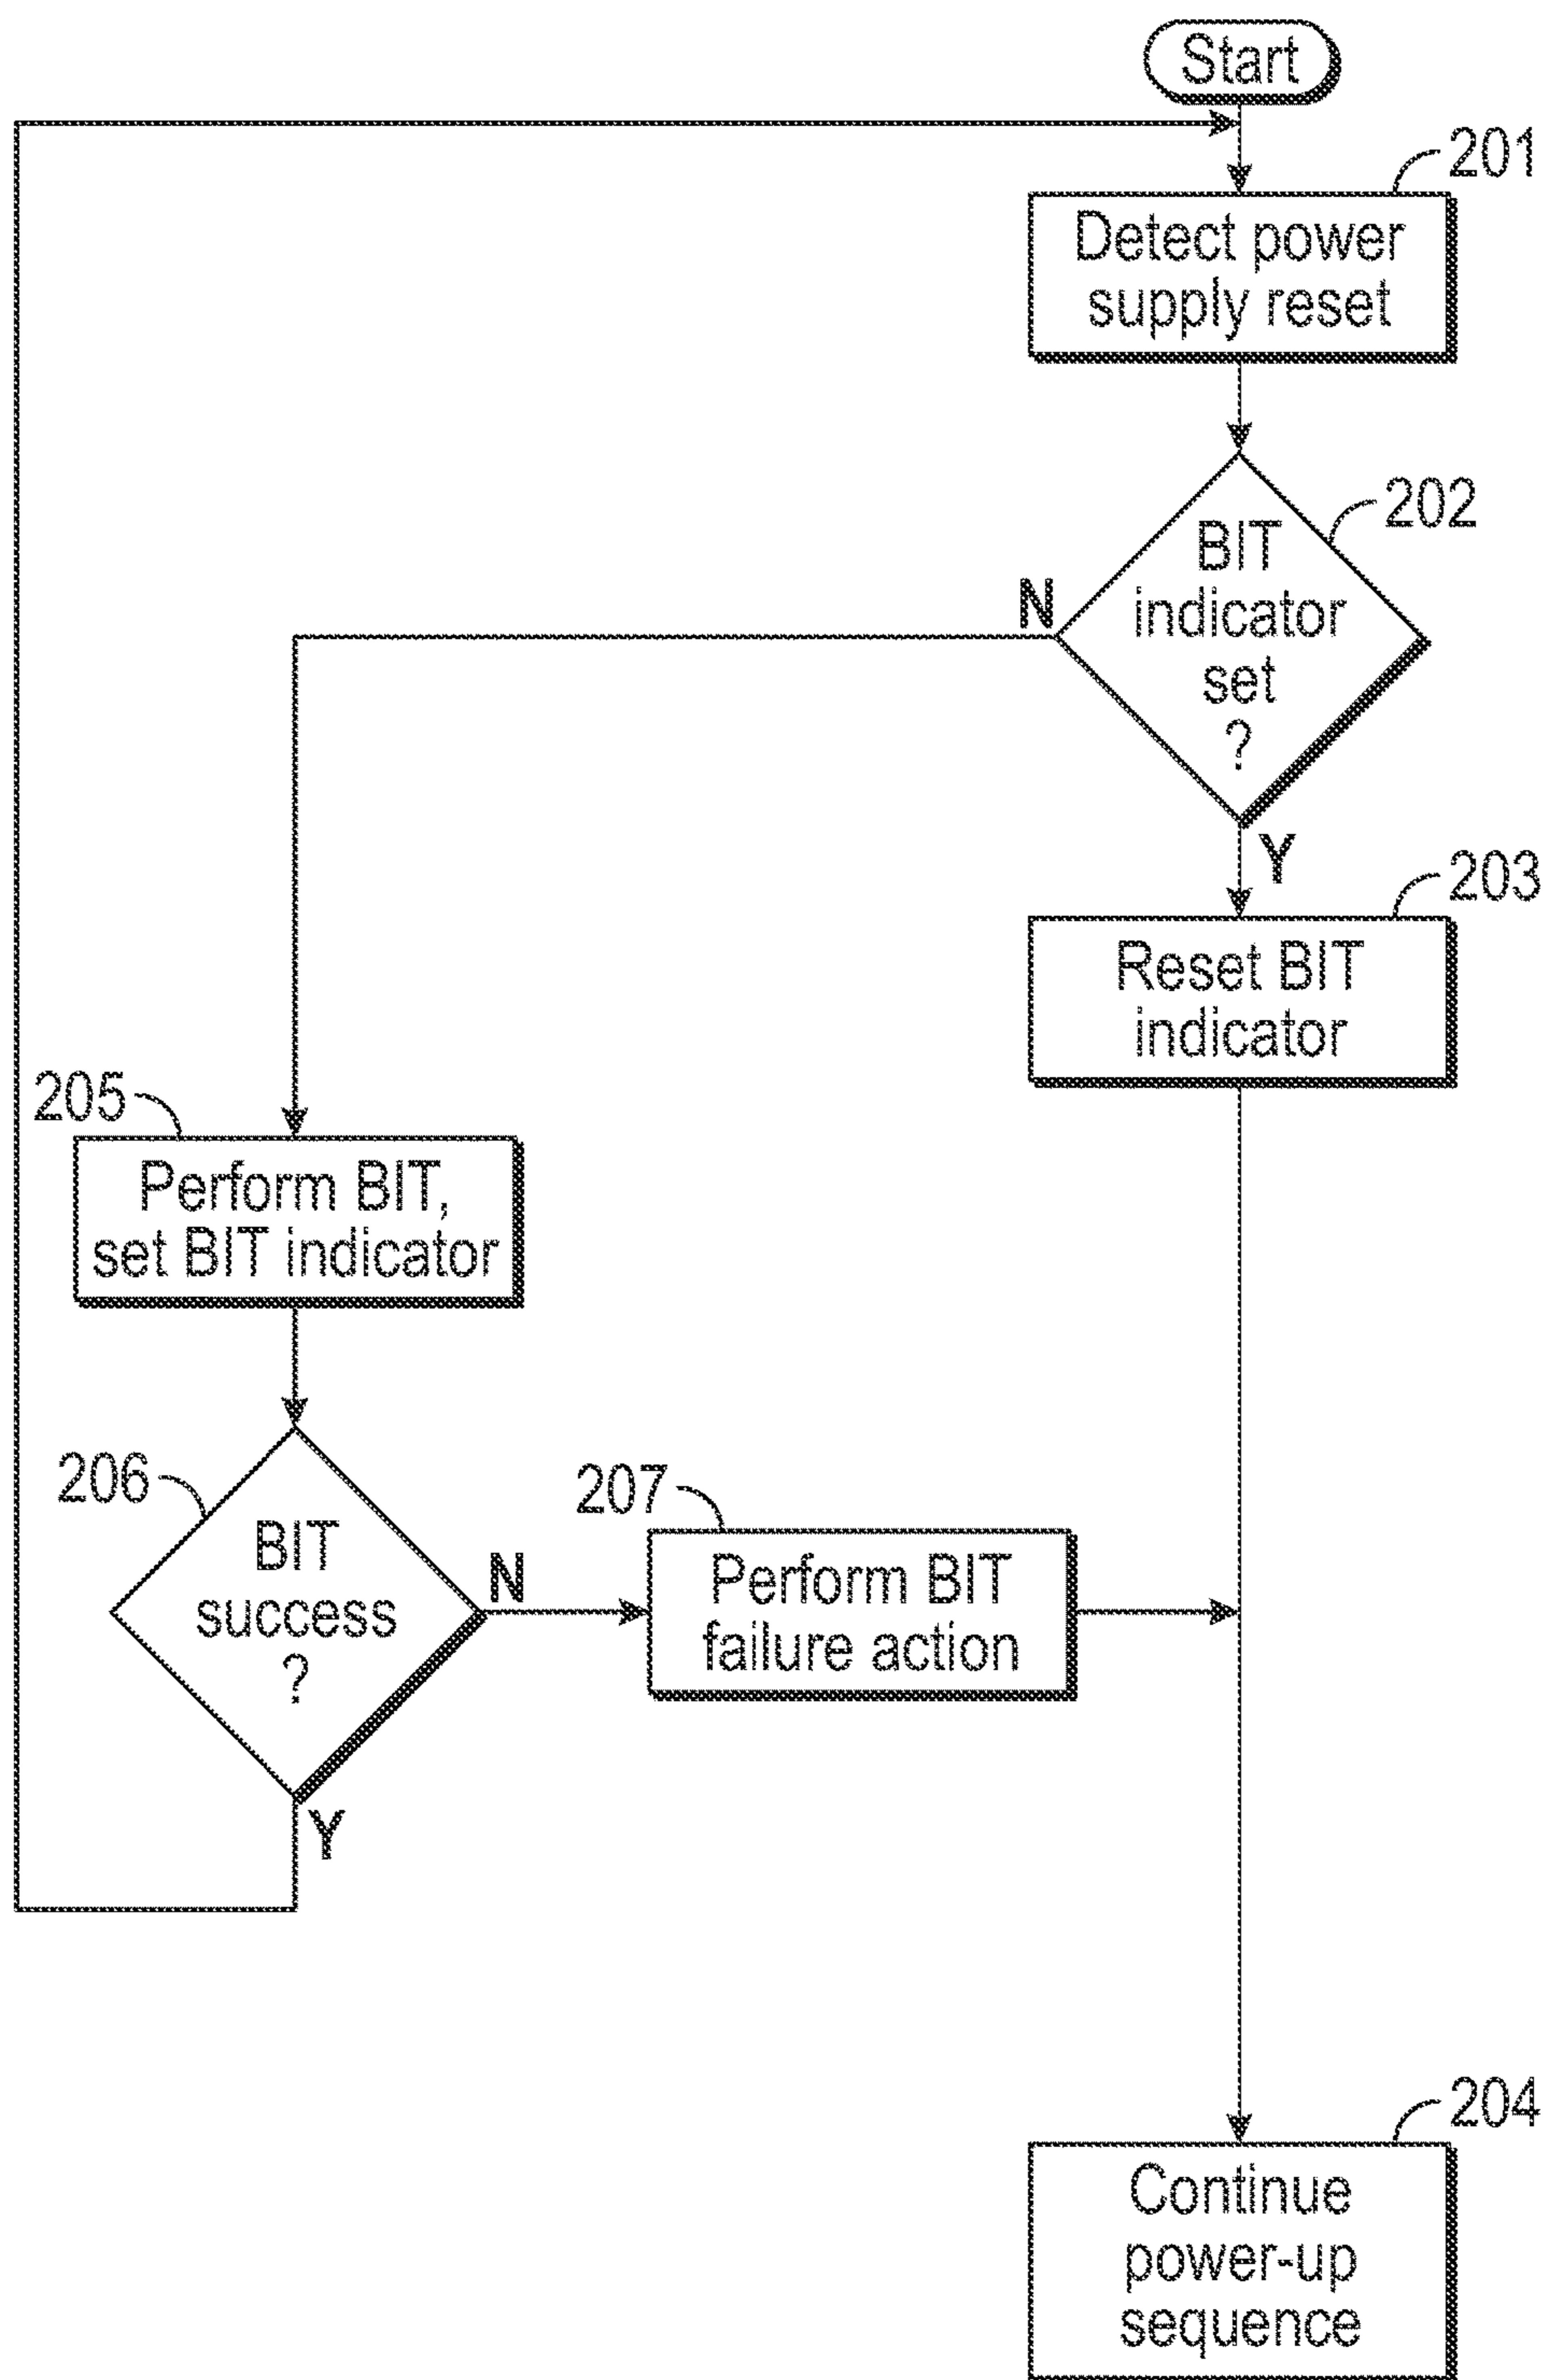 Start
201
Detect power
supply reset
202
BIT
indicator
set
?
N
Y
203
Reset BIT
indicator
205
Perform BIT,
set BIT indicator
206
BIT
success
?
N
Y
207
Perform BIT
failure action
204
Continue
power-up
sequence